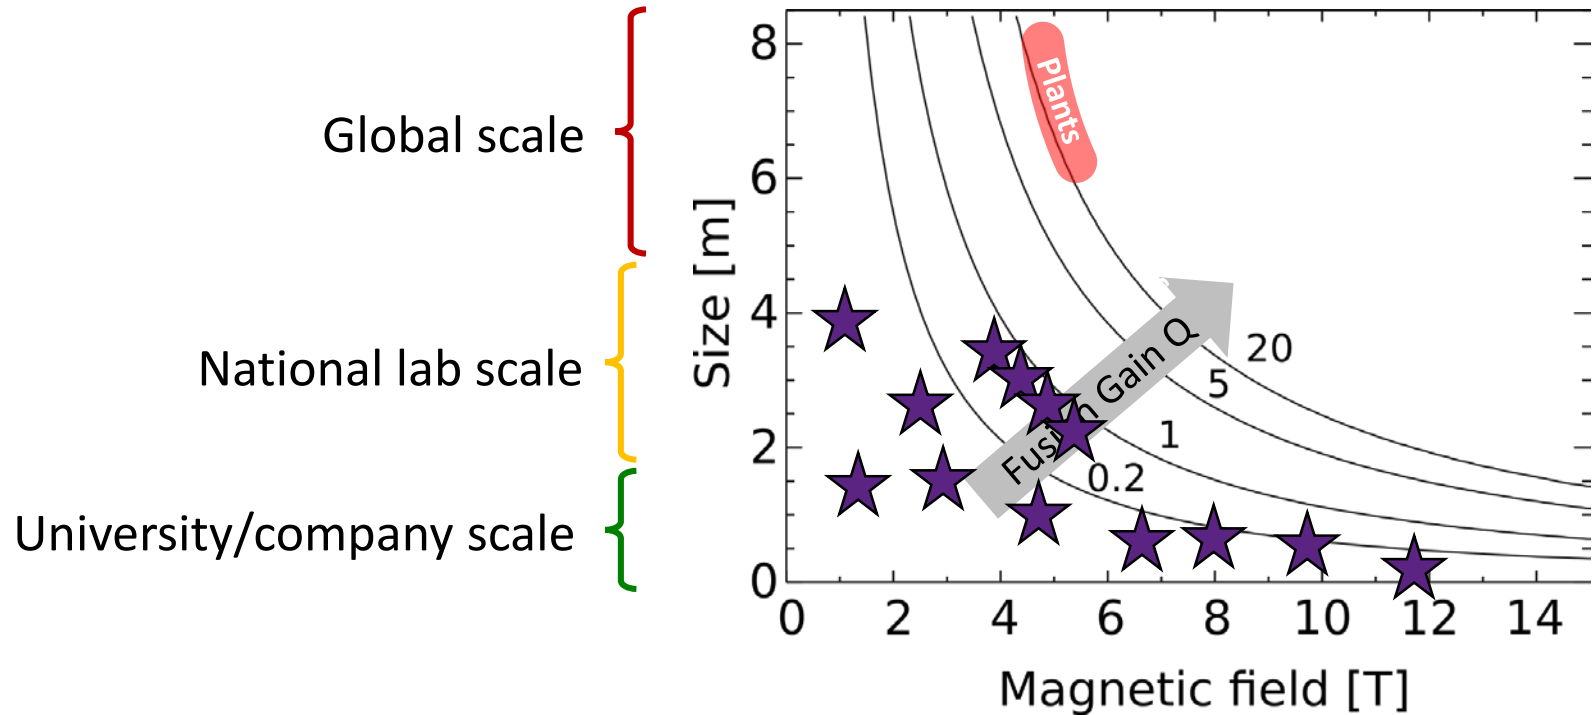 Global scale
National lab scale
University/company scale
Size [m]
8
6
4
2
0
Plants
Fusion Gain Q
20
5
1
0.2
0 2 4 6 8 10 12 14
Magnetic field [T]